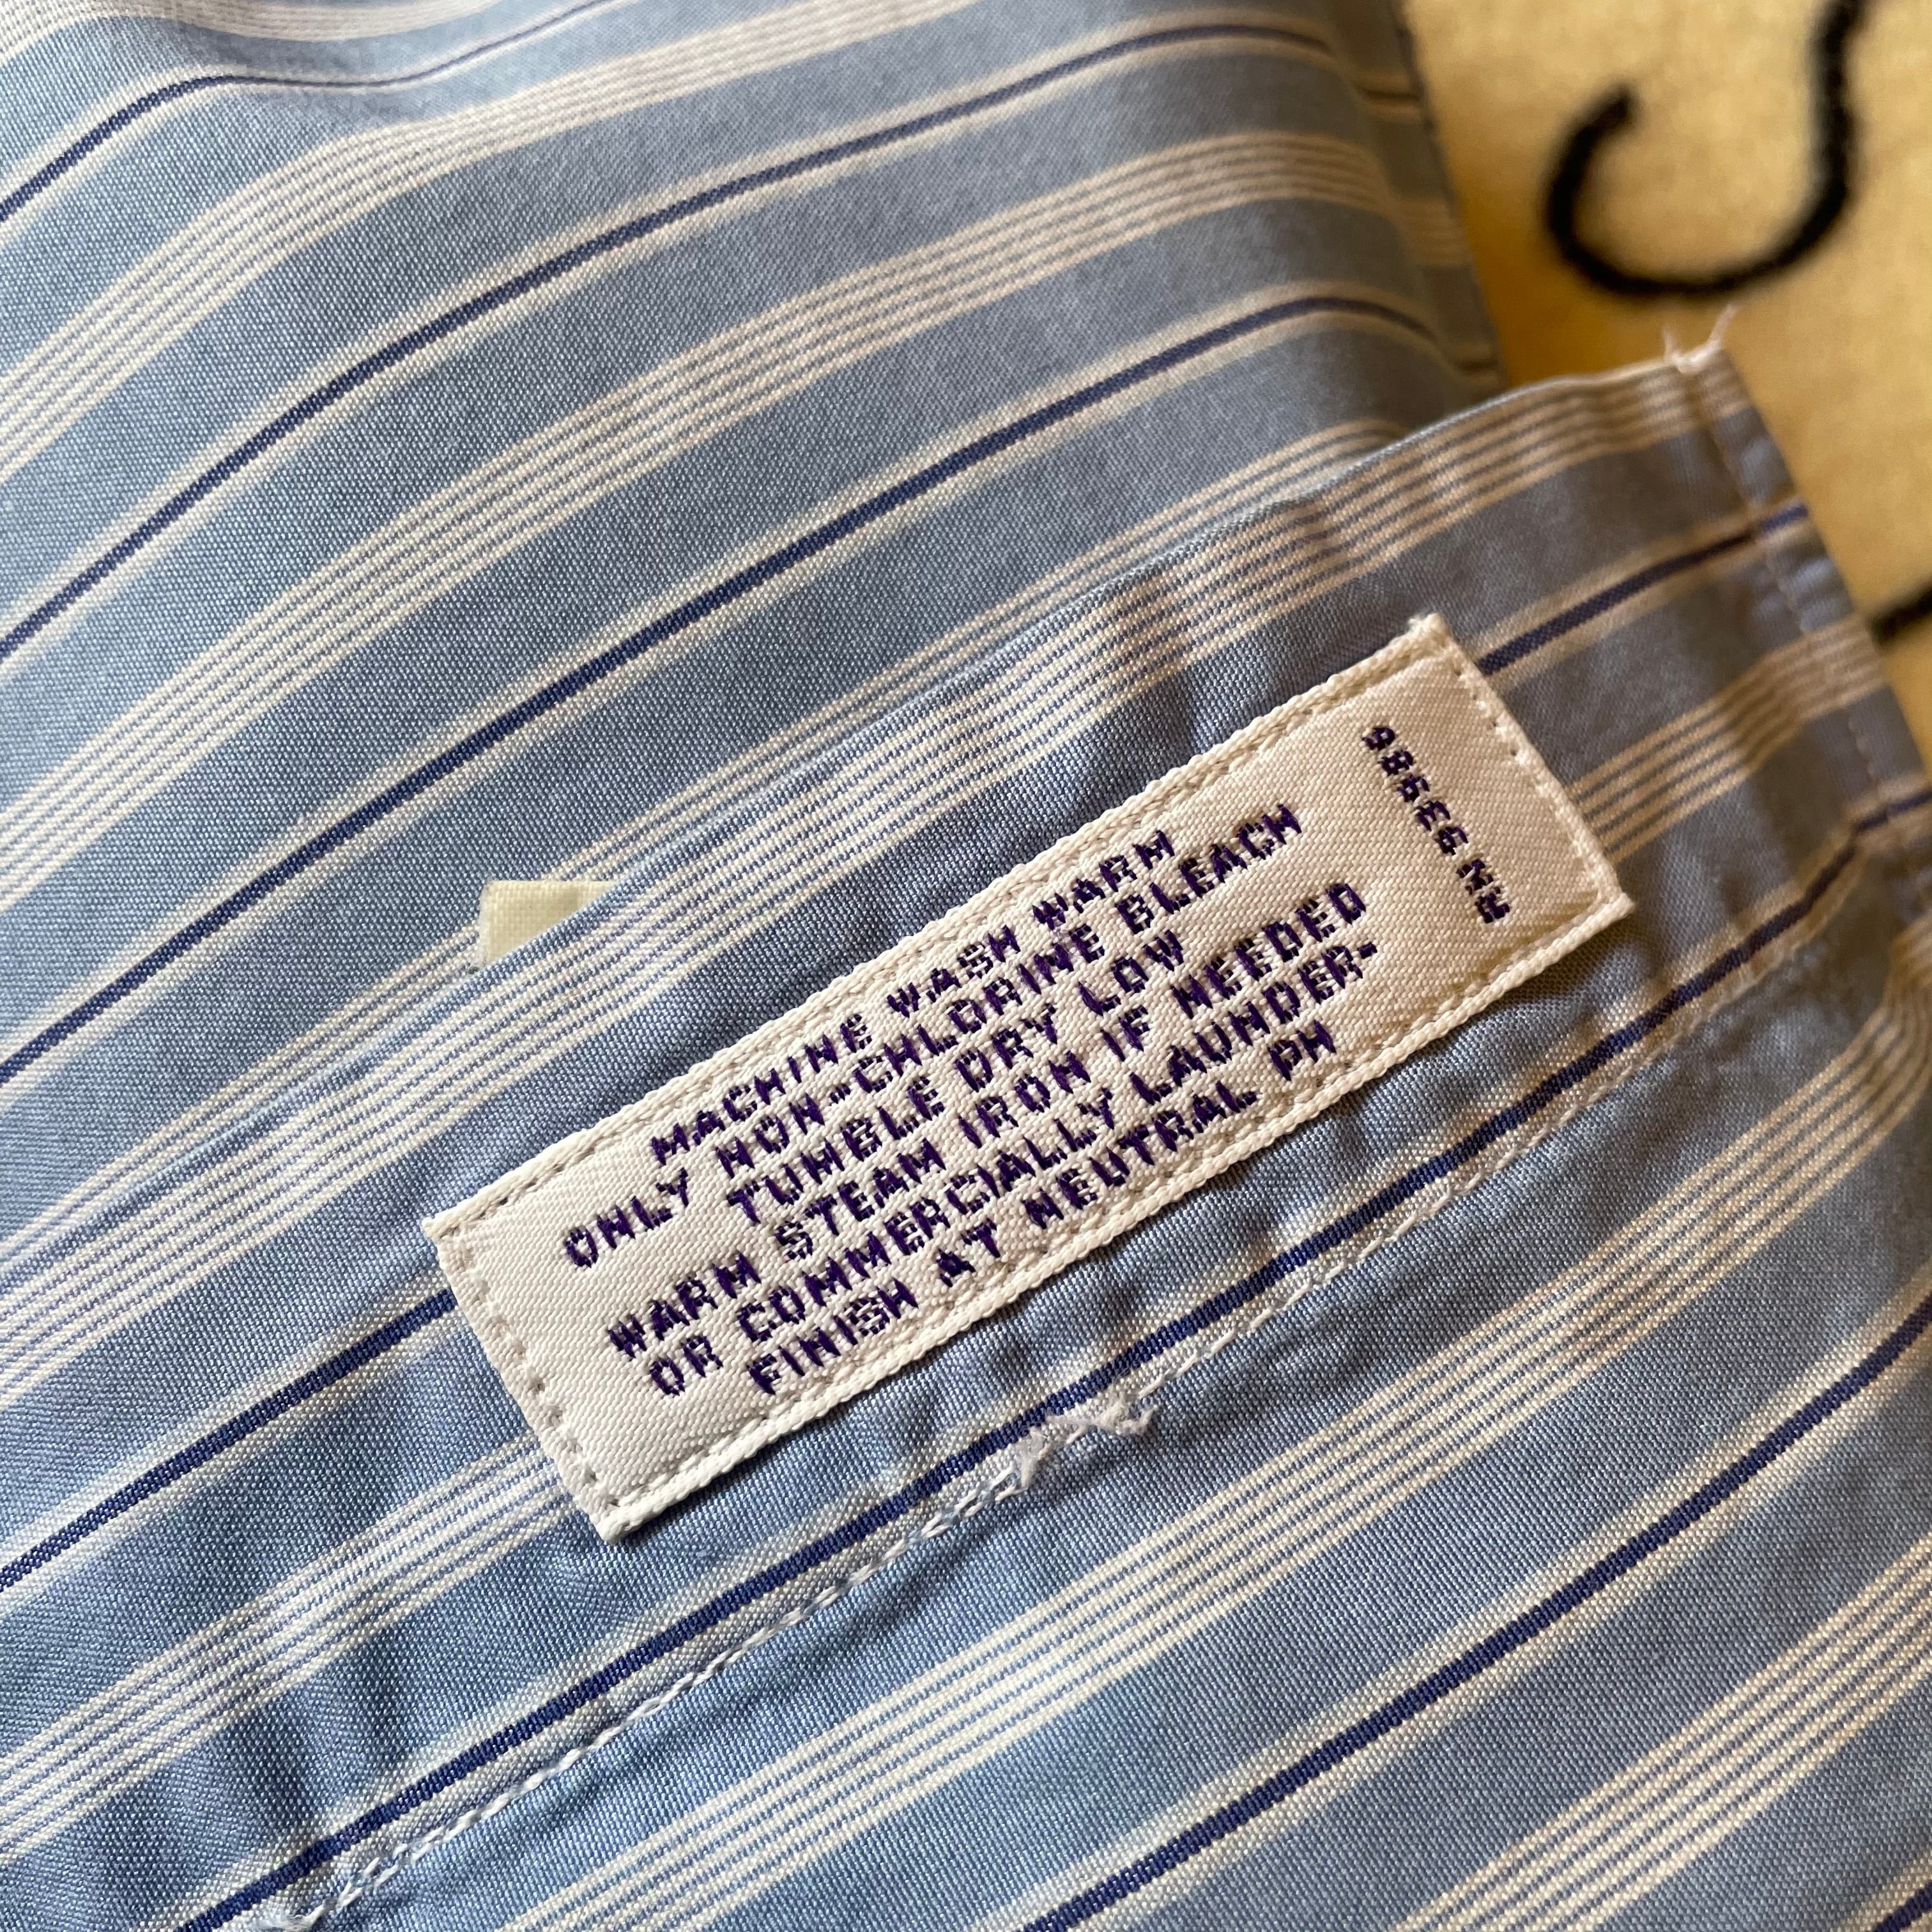 MACHINE WASH WARM
ONLY NON-CHLORINE BLEACH
TUMBLE DRY LOW
WARM STEAM IRON IF NEEDED
OR COMMERCIALLY LAUNDER-
FINISH AT NEUTRAL PH
RN 93986